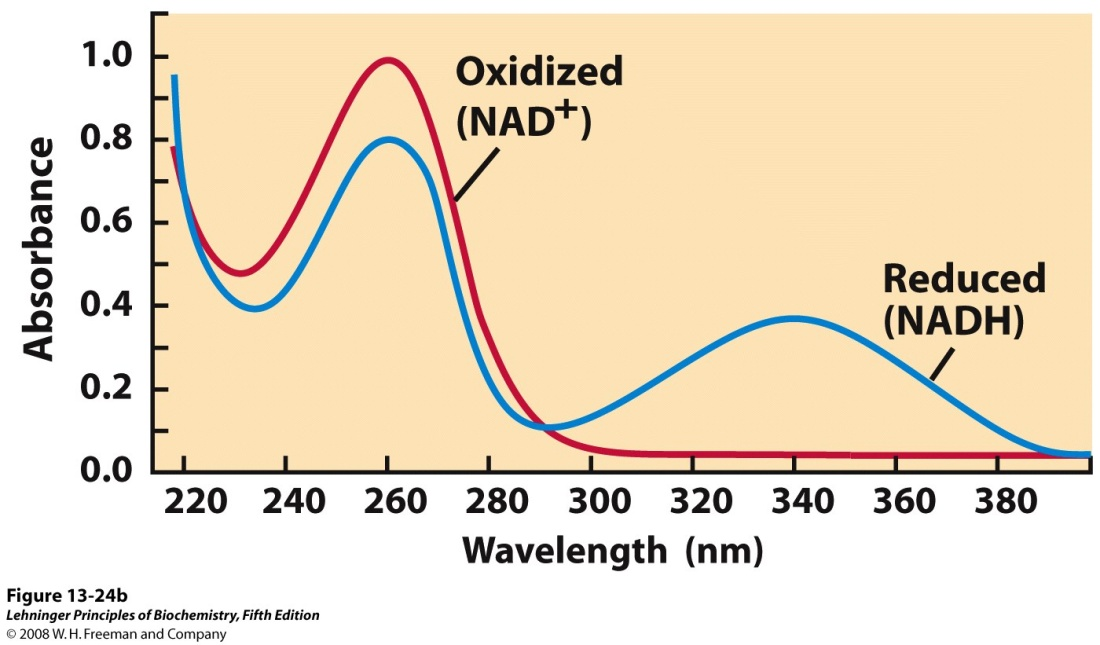 1.0
0.8
0.6
0.4
0.2
0.0
Absorbance
Oxidized
(NAD⁺)
Reduced
(NADH)
220 240 260 280 300 320 340 360 380
Wavelength (nm)
Figure 13-24b
Lehninger Principles of Biochemistry, Fifth Edition
© 2008 W. H. Freeman and Company